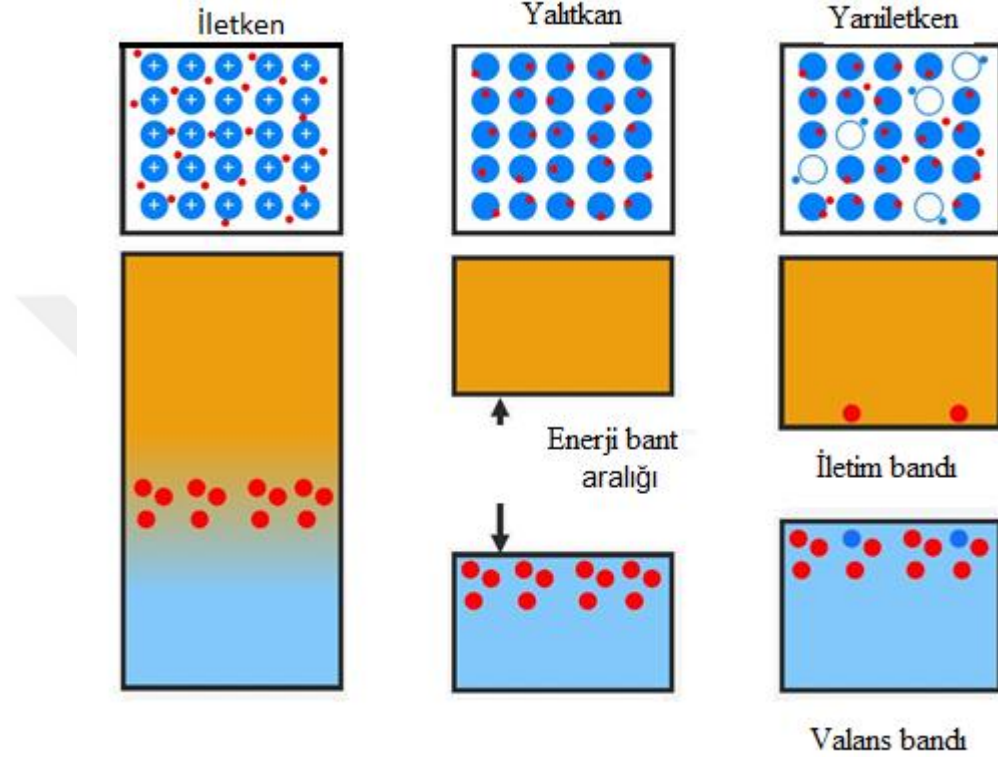 İletken
Yalıtkan
Yarıiletken
Enerji bant
aralığı
İletim bandı
Valans bandı